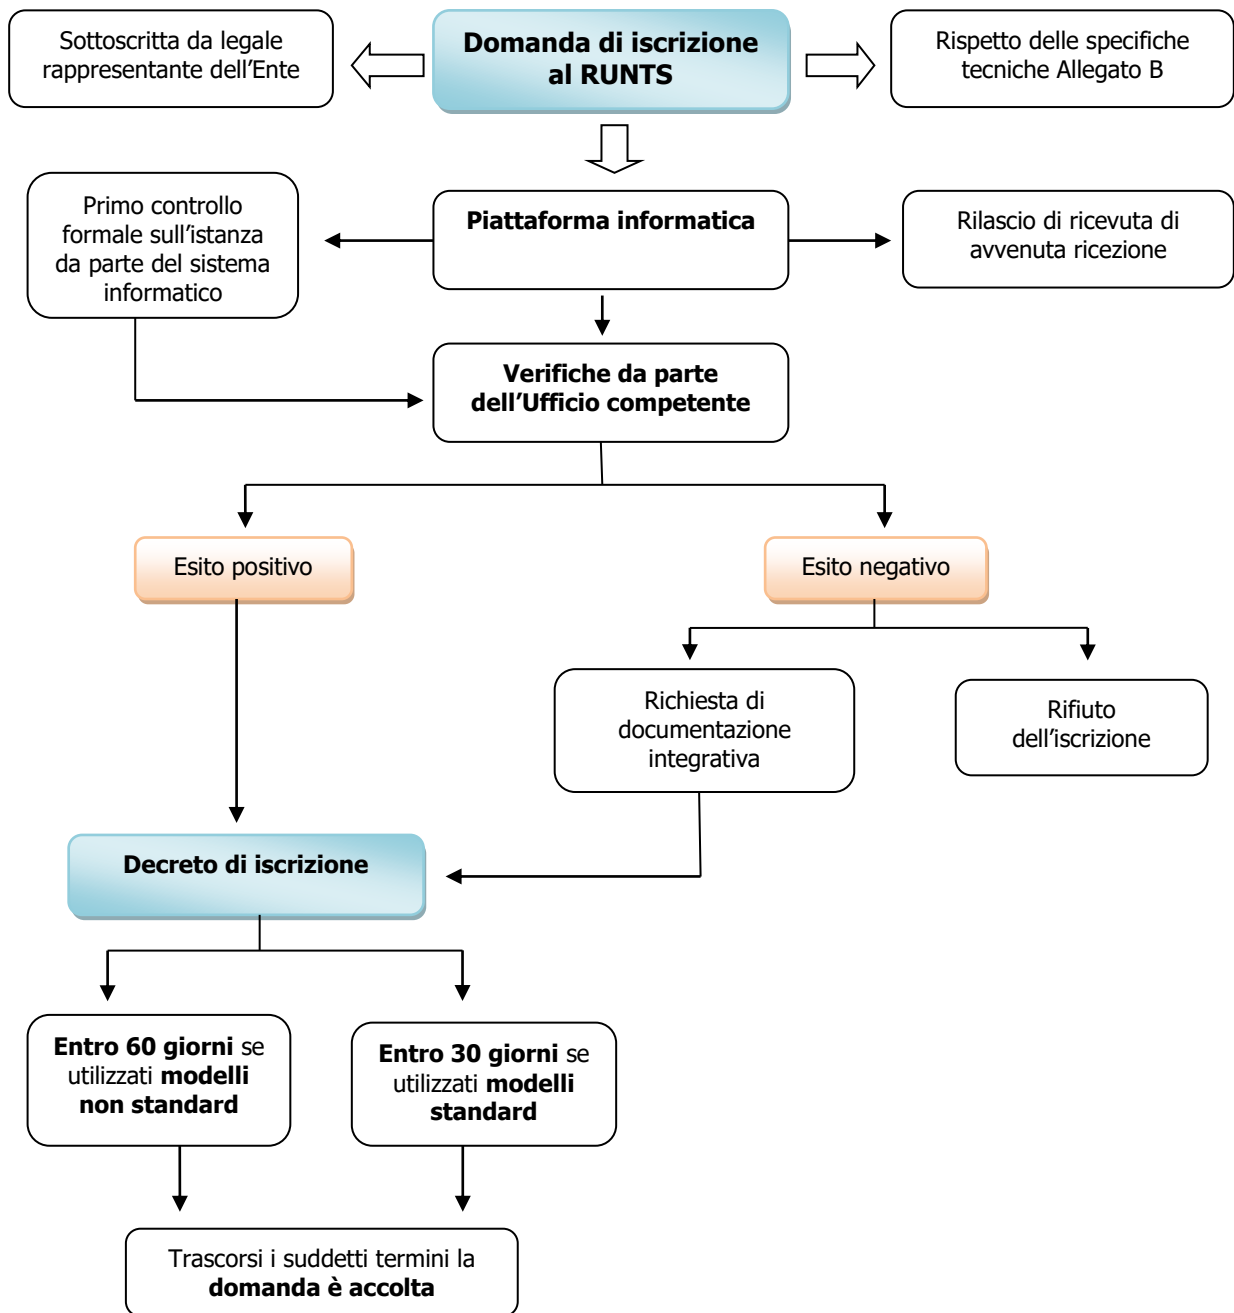 Sottoscritta da legale
rappresentante dell’Ente
Domanda di iscrizione
al RUNTS
Rispetto delle specifiche
tecniche Allegato B
Primo controllo
formale sull’istanza
da parte del sistema
informatico
Piattaforma informatica
Rilascio di ricevuta di
avvenuta ricezione
Verifiche da parte
dell’Ufficio competente
Esito positivo
Esito negativo
Richiesta di
documentazione
integrativa
Rifiuto
dell’iscrizione
Decreto di iscrizione
Entro 60 giorni se
utilizzati modelli
non standard
Entro 30 giorni se
utilizzati modelli
standard
Trascorsi i suddetti termini la
domanda è accolta